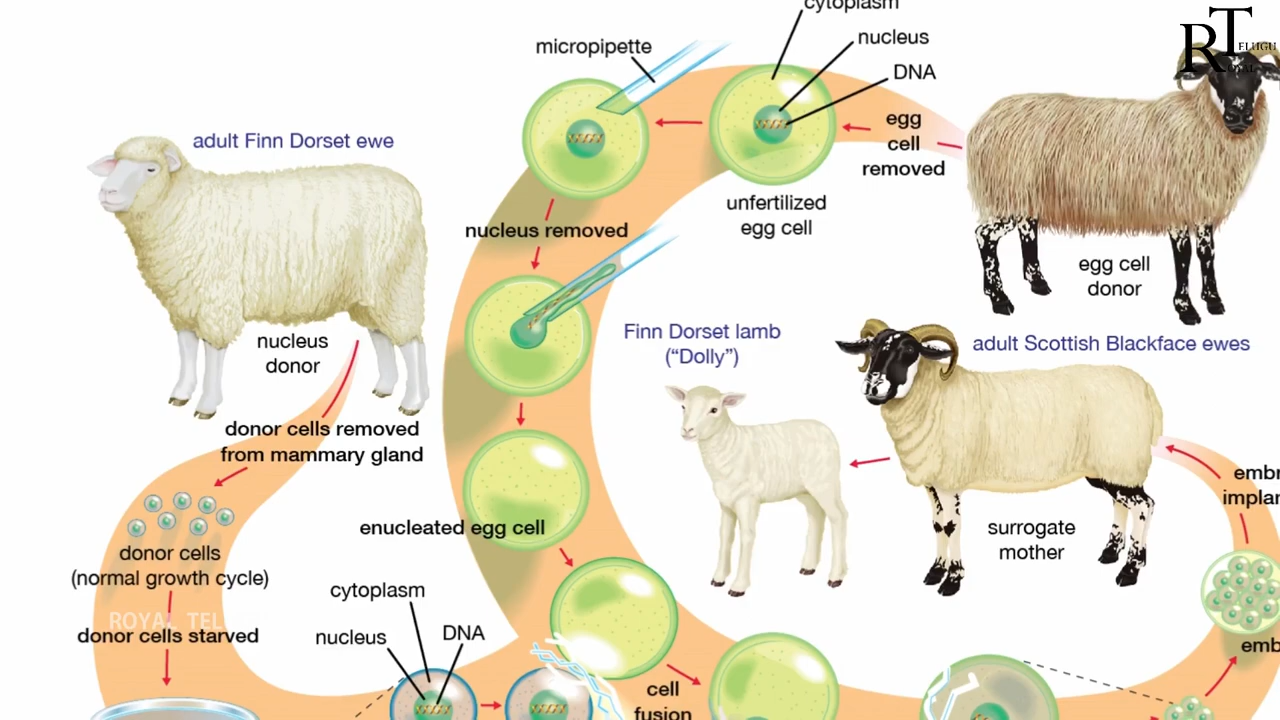 cytoplasm
micropipette
nucleus
DNA
ROYAL TELUGU
adult Finn Dorset ewe
egg
cell
removed
unfertilized
egg cell
nucleus removed
egg cell
donor
nucleus
donor
Finn Dorset lamb
(“Dolly”)
adult Scottish Blackface ewes
donor cells removed
from mammary gland
enucleated egg cell
surrogate
mother
donor cells
(normal growth cycle)
ROYAL TEL
donor cells starved
cytoplasm
nucleus
DNA
cell
fusion